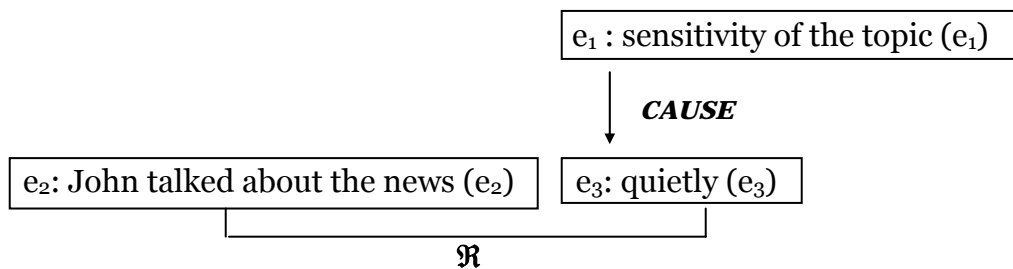 e₁ : sensitivity of the topic (e₁)
CAUSE
e₂: John talked about the news (e₂)
e₃: quietly (e₃)
ℜ